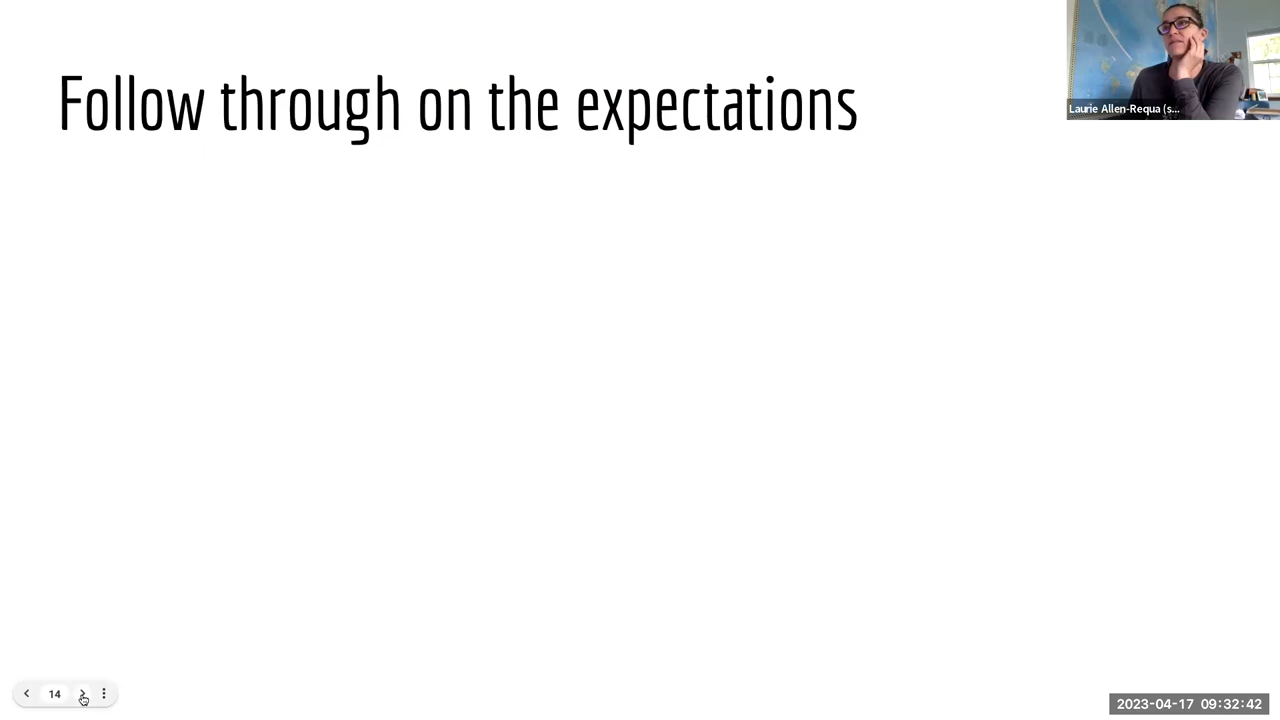 Follow through on the expectations
Laurie Allen-Requa (s...
14
2023-04-17 09:32:42